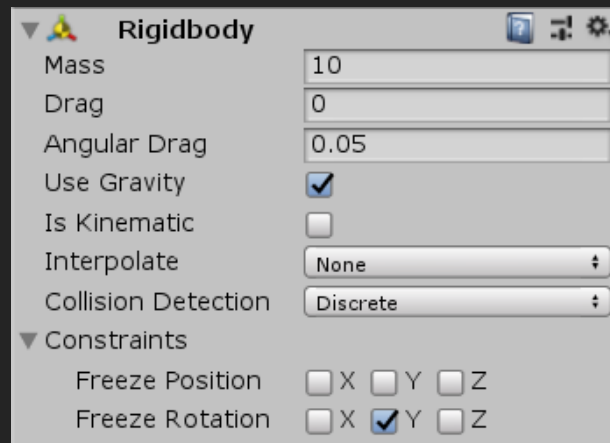 Rigidbody
Mass 10
Drag 0
Angular Drag 0.05
Use Gravity
Is Kinematic
Interpolate None
Collision Detection Discrete
Constraints
Freeze Position X Y Z
Freeze Rotation X Y Z